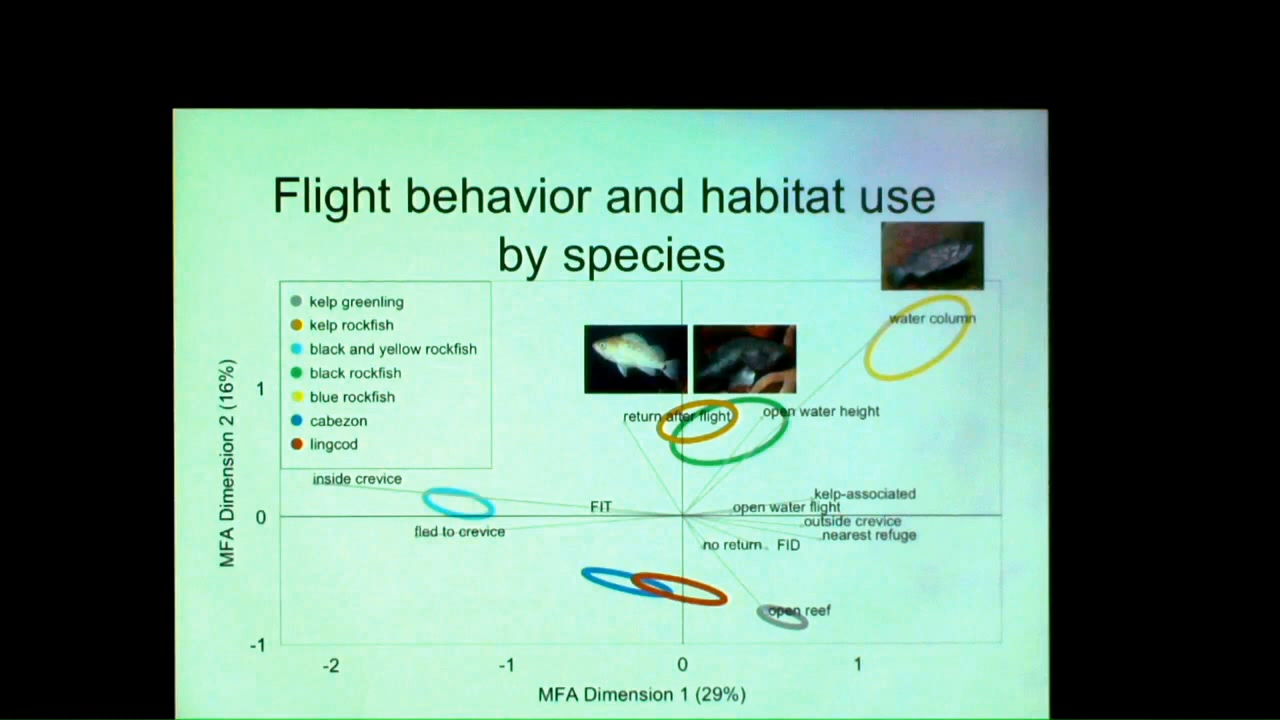 Flight behavior and habitat use
by species
kelp greenling
kelp rockfish
black and yellow rockfish
black rockfish
blue rockfish
cabezon
lingcod
water column
return after flight
open water height
inside crevice
FIT
kelp-associated
open water flight
outside crevice
fled to crevice
nearest refuge
no return
FID
open reef
MFA Dimension 2 (16%)
1
0
-1
-2
-1
0
1
MFA Dimension 1 (29%)